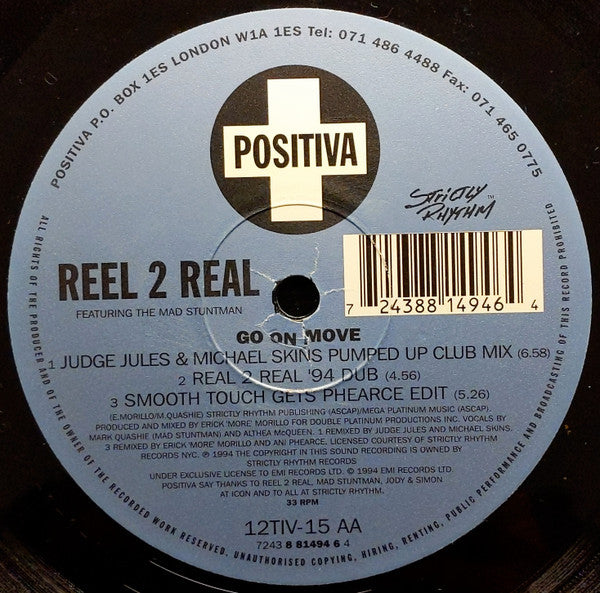 POSITIVA P.O. BOX 1ES LONDON W1A 1ES Tel: 071 486 4488 Fax: 071 465 0775
POSITIVA
STRICTLY
RHYTHM™
REEL 2 REAL
FEATURING THE MAD STUNTMAN
7 24388 14946 4
GO ON MOVE
1 JUDGE JULES & MICHAEL SKINS PUMPED UP CLUB MIX (6.58)
2 REAL 2 REAL '94 DUB (4.56)
3 SMOOTH TOUCH GETS PHEARCE EDIT (5.26)
(E.MORILLO/M.QUASHIE) STRICTLY RHYTHM PUBLISHING (ASCAP)/MEGA PLATINUM MUSIC (ASCAP).
PRODUCED AND MIXED BY ERICK 'MORE' MORILLO FOR DOUBLE PLATINUM PRODUCTIONS INC. VOCALS BY
MARK QUASHIE (MAD STUNTMAN) AND ALTHEA McQUEEN. 1 REMIXED BY JUDGE JULES AND MICHAEL SKINS.
3 REMIXED BY ERICK 'MORE' MORILLO AND ANI PHEARCE. LICENSED COURTESY OF STRICTLY RHYTHM
RECORDS NYC. ℗ 1994 THE COPYRIGHT IN THIS SOUND RECORDING IS OWNED BY
STRICTLY RHYTHM RECORDS
UNDER EXCLUSIVE LICENSE TO EMI RECORDS LTD. © 1994 EMI RECORDS LTD.
POSITIVA SAY THANKS TO REEL 2 REAL, MAD STUNTMAN, JODY & SIMON
AT ICON AND TO ALL AT STRICTLY RHYTHM.
33 RPM
12TIV-15 AA
7243 8 81494 6 4
ALL RIGHTS OF THE PRODUCER AND OF THE OWNER OF THE RECORDED WORK RESERVED. UNAUTHORISED COPYING, HIRING, RENTING, PUBLIC PERFORMANCE AND BROADCASTING OF THIS RECORD PROHIBITED